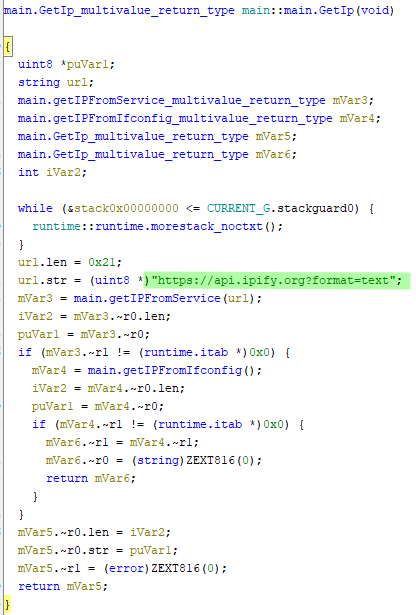 main.GetIp_multivalue_return_type main::main.GetIp(void)
{
uint8 *puVar1;
string url;
main.getIPFromService_multivalue_return_type mVar3;
main.getIPFromIfconfig_multivalue_return_type mVar4;
main.GetIp_multivalue_return_type mVar5;
main.GetIp_multivalue_return_type mVar6;
int iVar2;
while (&stack0x00000000 <= CURRENT_G.stackguard0) {
runtime::runtime.morestack_noctxt();
}
url.len = 0x21;
url.str = (uint8 *)"https://api.ipify.org?format=text";
mVar3 = main.getIPFromService(url);
iVar2 = mVar3.~r0.len;
puVar1 = mVar3.~r0;
if (mVar3.~r1 != (runtime.itab *)0x0) {
mVar4 = main.getIPFromIfconfig();
iVar2 = mVar4.~r0.len;
puVar1 = mVar4.~r0;
if (mVar4.~r1 != (runtime.itab *)0x0) {
mVar6.~r1 = mVar4.~r1;
mVar6.~r0 = (string)ZEXT816(0);
return mVar6;
}
}
mVar5.~r0.len = iVar2;
mVar5.~r0.str = puVar1;
mVar5.~r1 = (error)ZEXT816(0);
return mVar5;
}